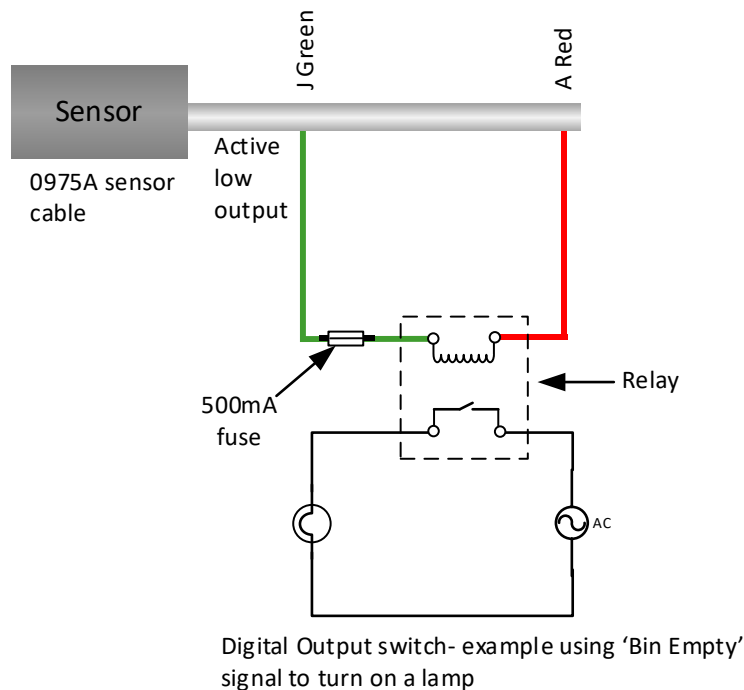 J Green
A Red
Sensor
Active
low
output
0975A sensor
cable
500mA
fuse
Relay
AC
Digital Output switch- example using ‘Bin Empty’
signal to turn on a lamp